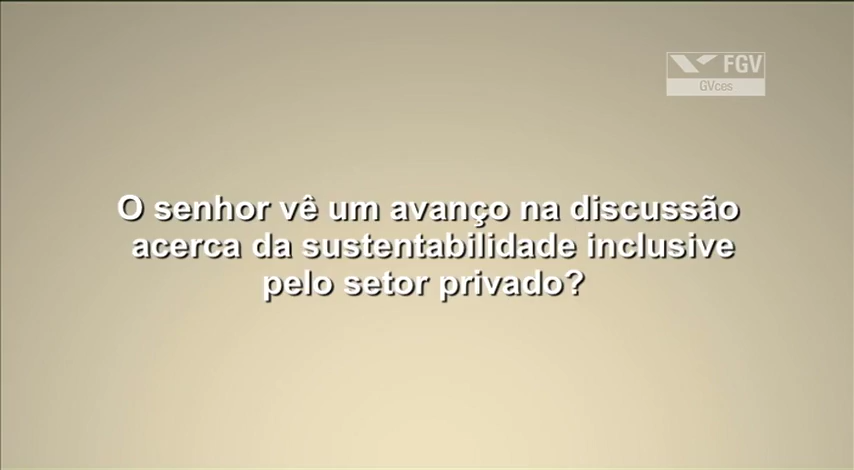 FGV
GVces
O senhor vê um avanço na discussão
acerca da sustentabilidade inclusive
pelo setor privado?